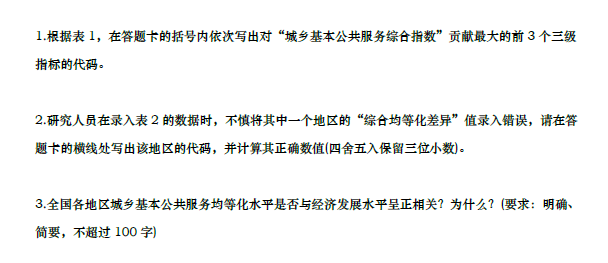 1.根据表 1，在答题卡的括号内依次写出对“城乡基本公共服务综合指数”贡献最大的前 3 个三级
指标的代码。
2.研究人员在录入表 2 的数据时，不慎将其中一个地区的“综合均等化差异”值录入错误，请在答
题卡的横线处写出该地区的代码，并计算其正确数值(四舍五入保留三位小数)。
3.全国各地区城乡基本公共服务均等化水平是否与经济发展水平呈正相关？为什么？(要求：明确、
简要，不超过 100 字)